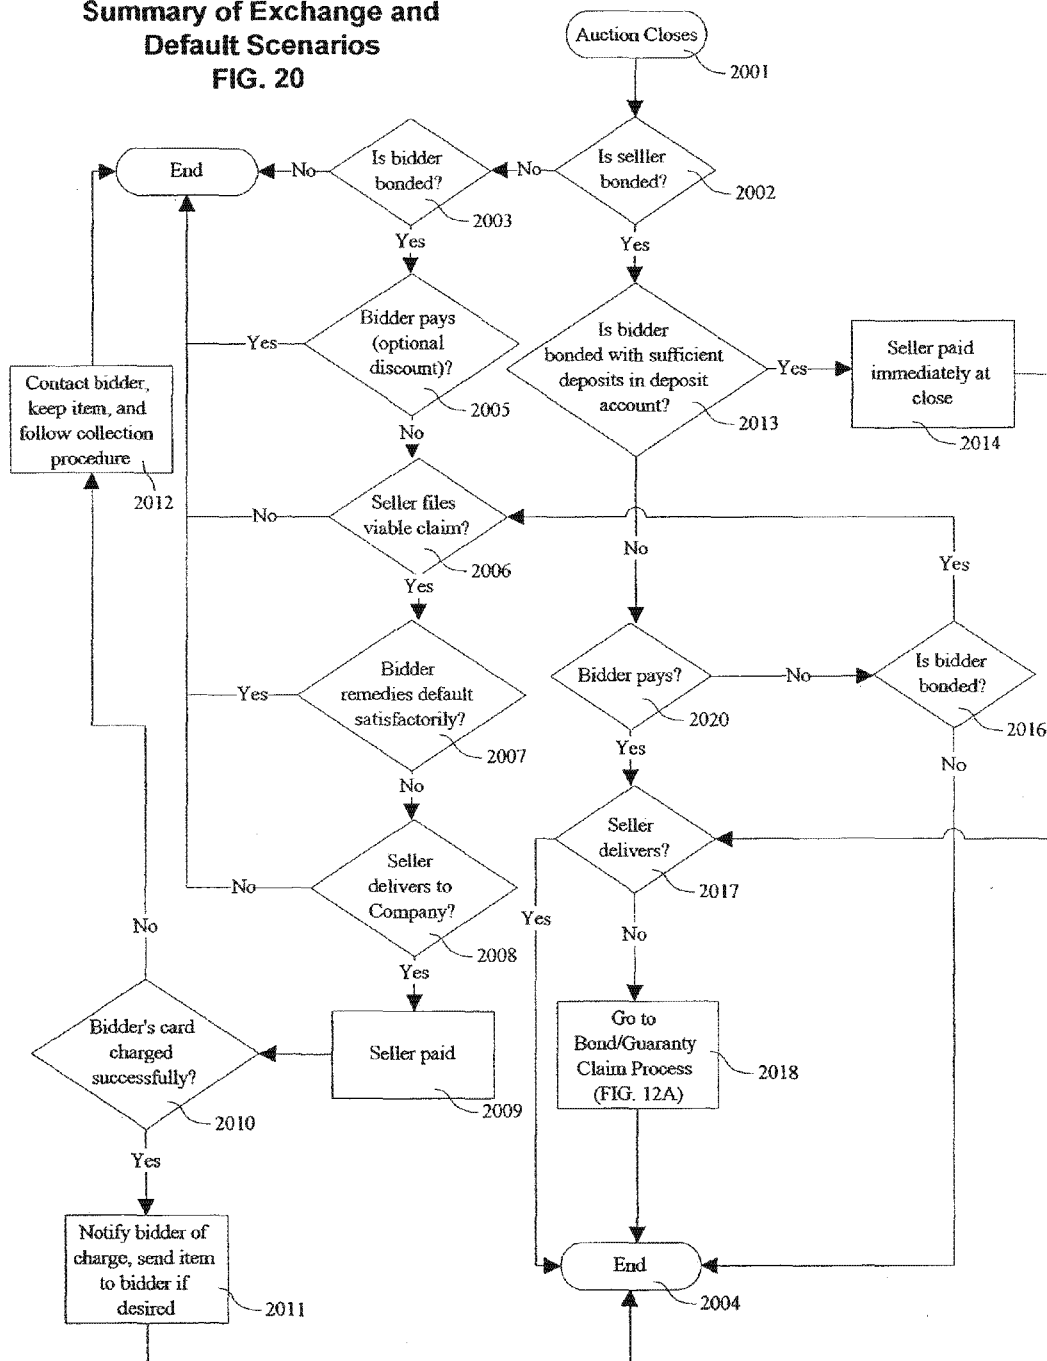 Summary of Exchange and
Default Scenarios
FIG. 20
Auction Closes
2001
Is selller
bonded?
2002
No
Is bidder
bonded?
2003
No
End
Yes
Yes
Bidder pays
(optional
discount)?
2005
Yes
No
Is bidder
bonded with sufficient
deposits in deposit
account?
2013
Yes
Seller paid
immediately at
close
2014
No
Contact bidder,
keep item, and
follow collection
procedure
2012
Seller files
viable claim?
2006
No
Yes
Yes
Bidder
remedies default
satisfactorily?
2007
Yes
No
Bidder pays?
2020
No
Is bidder
bonded?
2016
No
Yes
Seller
delivers?
2017
Yes
No
Seller
delivers to
Company?
2008
No
Yes
Seller paid
2009
Bidder's card
charged
successfully?
2010
No
Yes
Go to
Bond/Guaranty
Claim Process
(FIG. 12A)
2018
Notify bidder of
charge, send item
to bidder if
desired
2011
End
2004